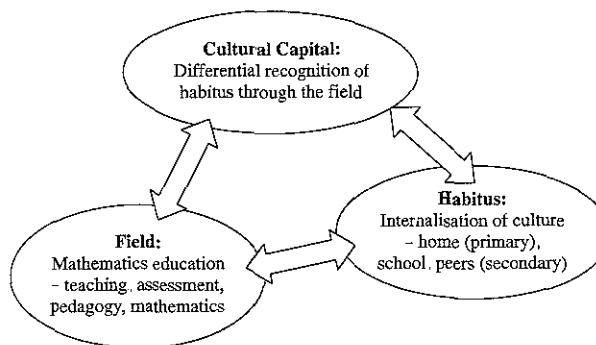 Cultural Capital:
Differential recognition of
habitus through the field
Habitus:
Internalisation of culture
– home (primary),
school, peers (secondary)
Field:
Mathematics education
– teaching, assessment,
pedagogy, mathematics